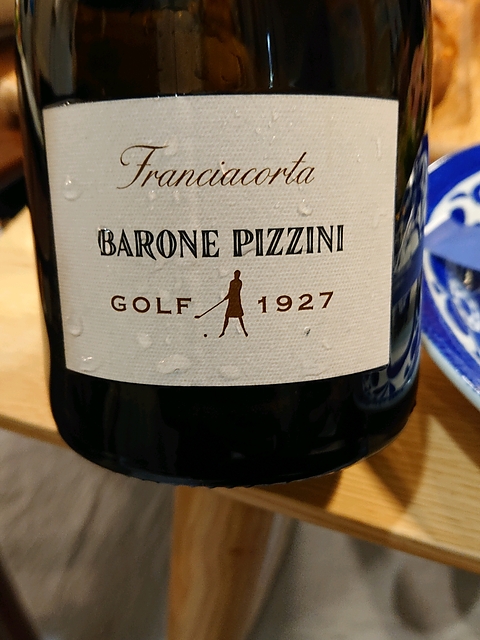 Franciacorta
BARONE PIZZINI
GOLF 1927